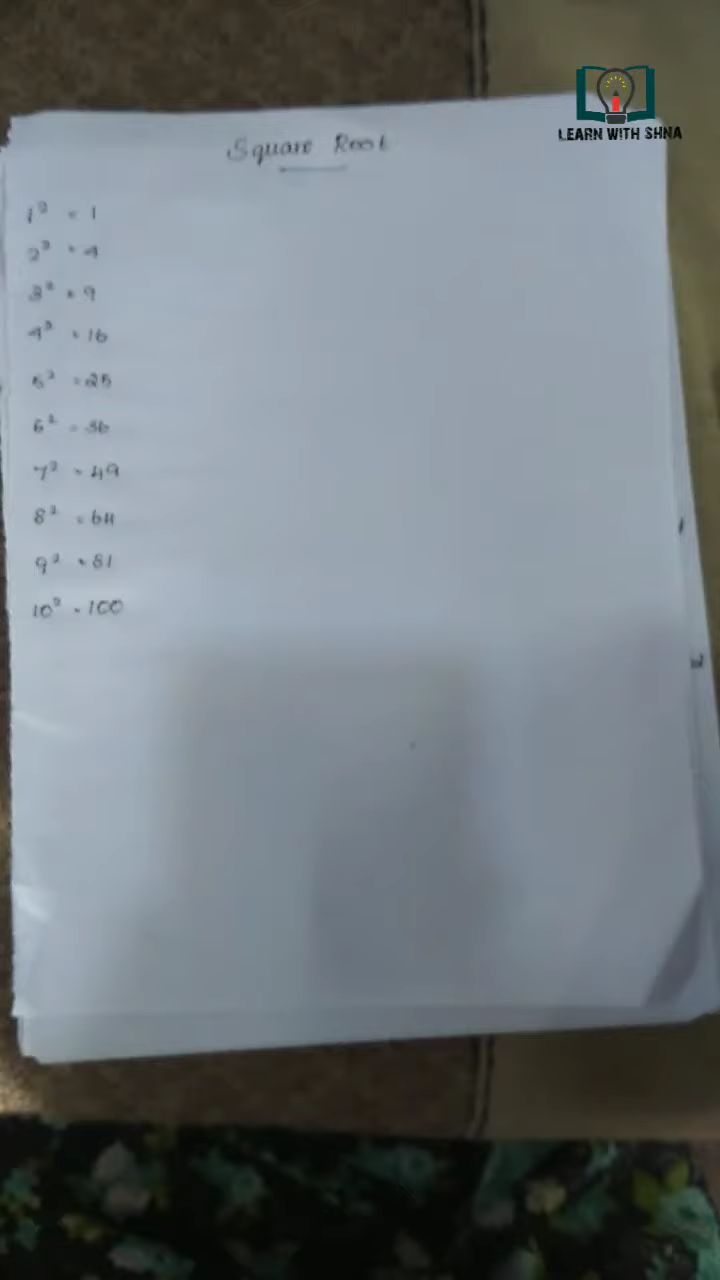 LEARN WITH SHNA
Square Root
1² = 1
2² = 4
3² = 9
4² = 16
5² = 25
6² = 36
7² = 49
8² = 64
9² = 81
10² = 100